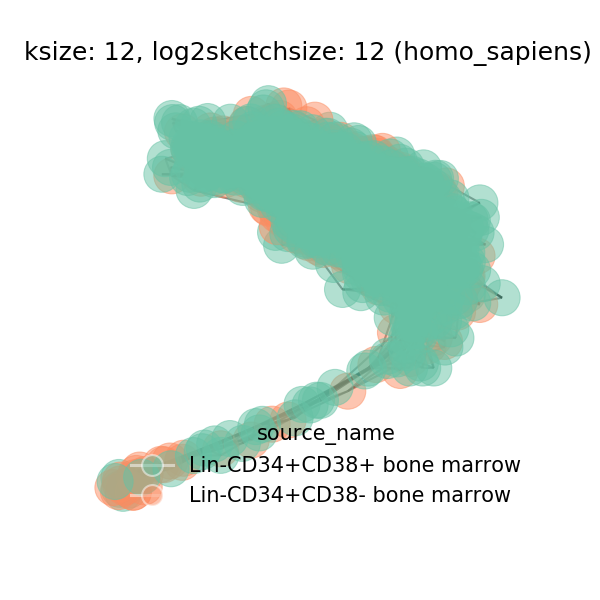 ksize: 12, log2sketchsize: 12 (homo_sapiens)
source_name
Lin-CD34+CD38+ bone marrow
Lin-CD34+CD38- bone marrow